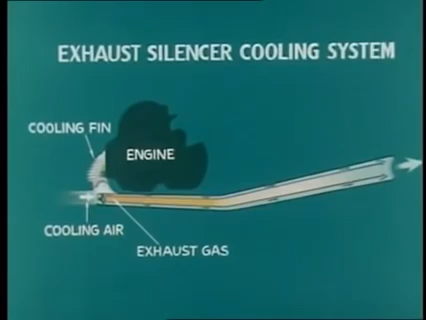 EXHAUST SILENCER COOLING SYSTEM
COOLING FIN
ENGINE
COOLING AIR
EXHAUST GAS